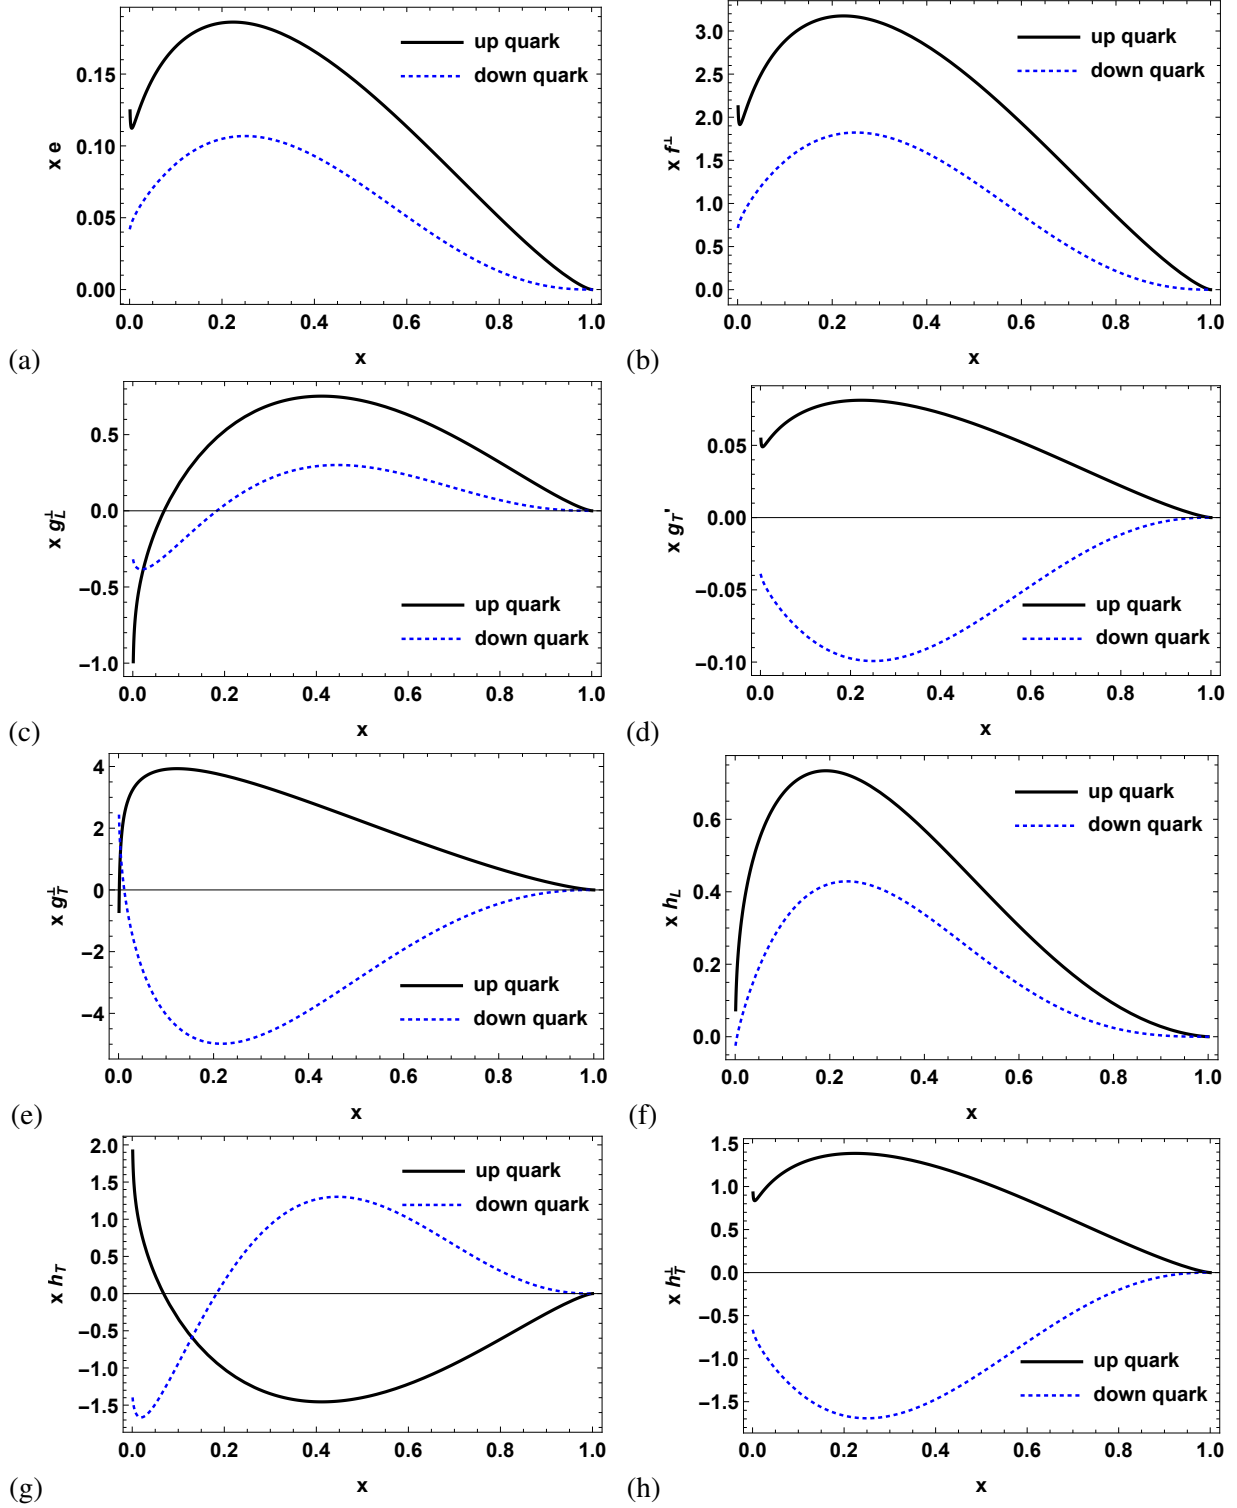 up quark
down quark
0.15
0.10
0.05
0.00
x e
0.0 0.2 0.4 0.6 0.8 1.0
x
(a)
up quark
down quark
3.0
2.5
2.0
1.5
1.0
0.5
0.0
x f⊥
0.0 0.2 0.4 0.6 0.8 1.0
x
(b)
0.5
0.0
−0.5
−1.0
x g⊥L
up quark
down quark
0.0 0.2 0.4 0.6 0.8 1.0
x
(c)
0.05
0.00
−0.05
−0.10
x gT'
up quark
down quark
0.0 0.2 0.4 0.6 0.8 1.0
x
(d)
4
2
0
−2
−4
x g⊥T
up quark
down quark
0.0 0.2 0.4 0.6 0.8 1.0
x
(e)
up quark
down quark
0.6
0.4
0.2
0.0
x hL
0.0 0.2 0.4 0.6 0.8 1.0
x
(f)
up quark
down quark
2.0
1.5
1.0
0.5
0.0
−0.5
−1.0
−1.5
x hT
0.0 0.2 0.4 0.6 0.8 1.0
x
(g)
1.5
1.0
0.5
0.0
−0.5
−1.0
−1.5
x h⊥T
up quark
down quark
0.0 0.2 0.4 0.6 0.8 1.0
x
(h)